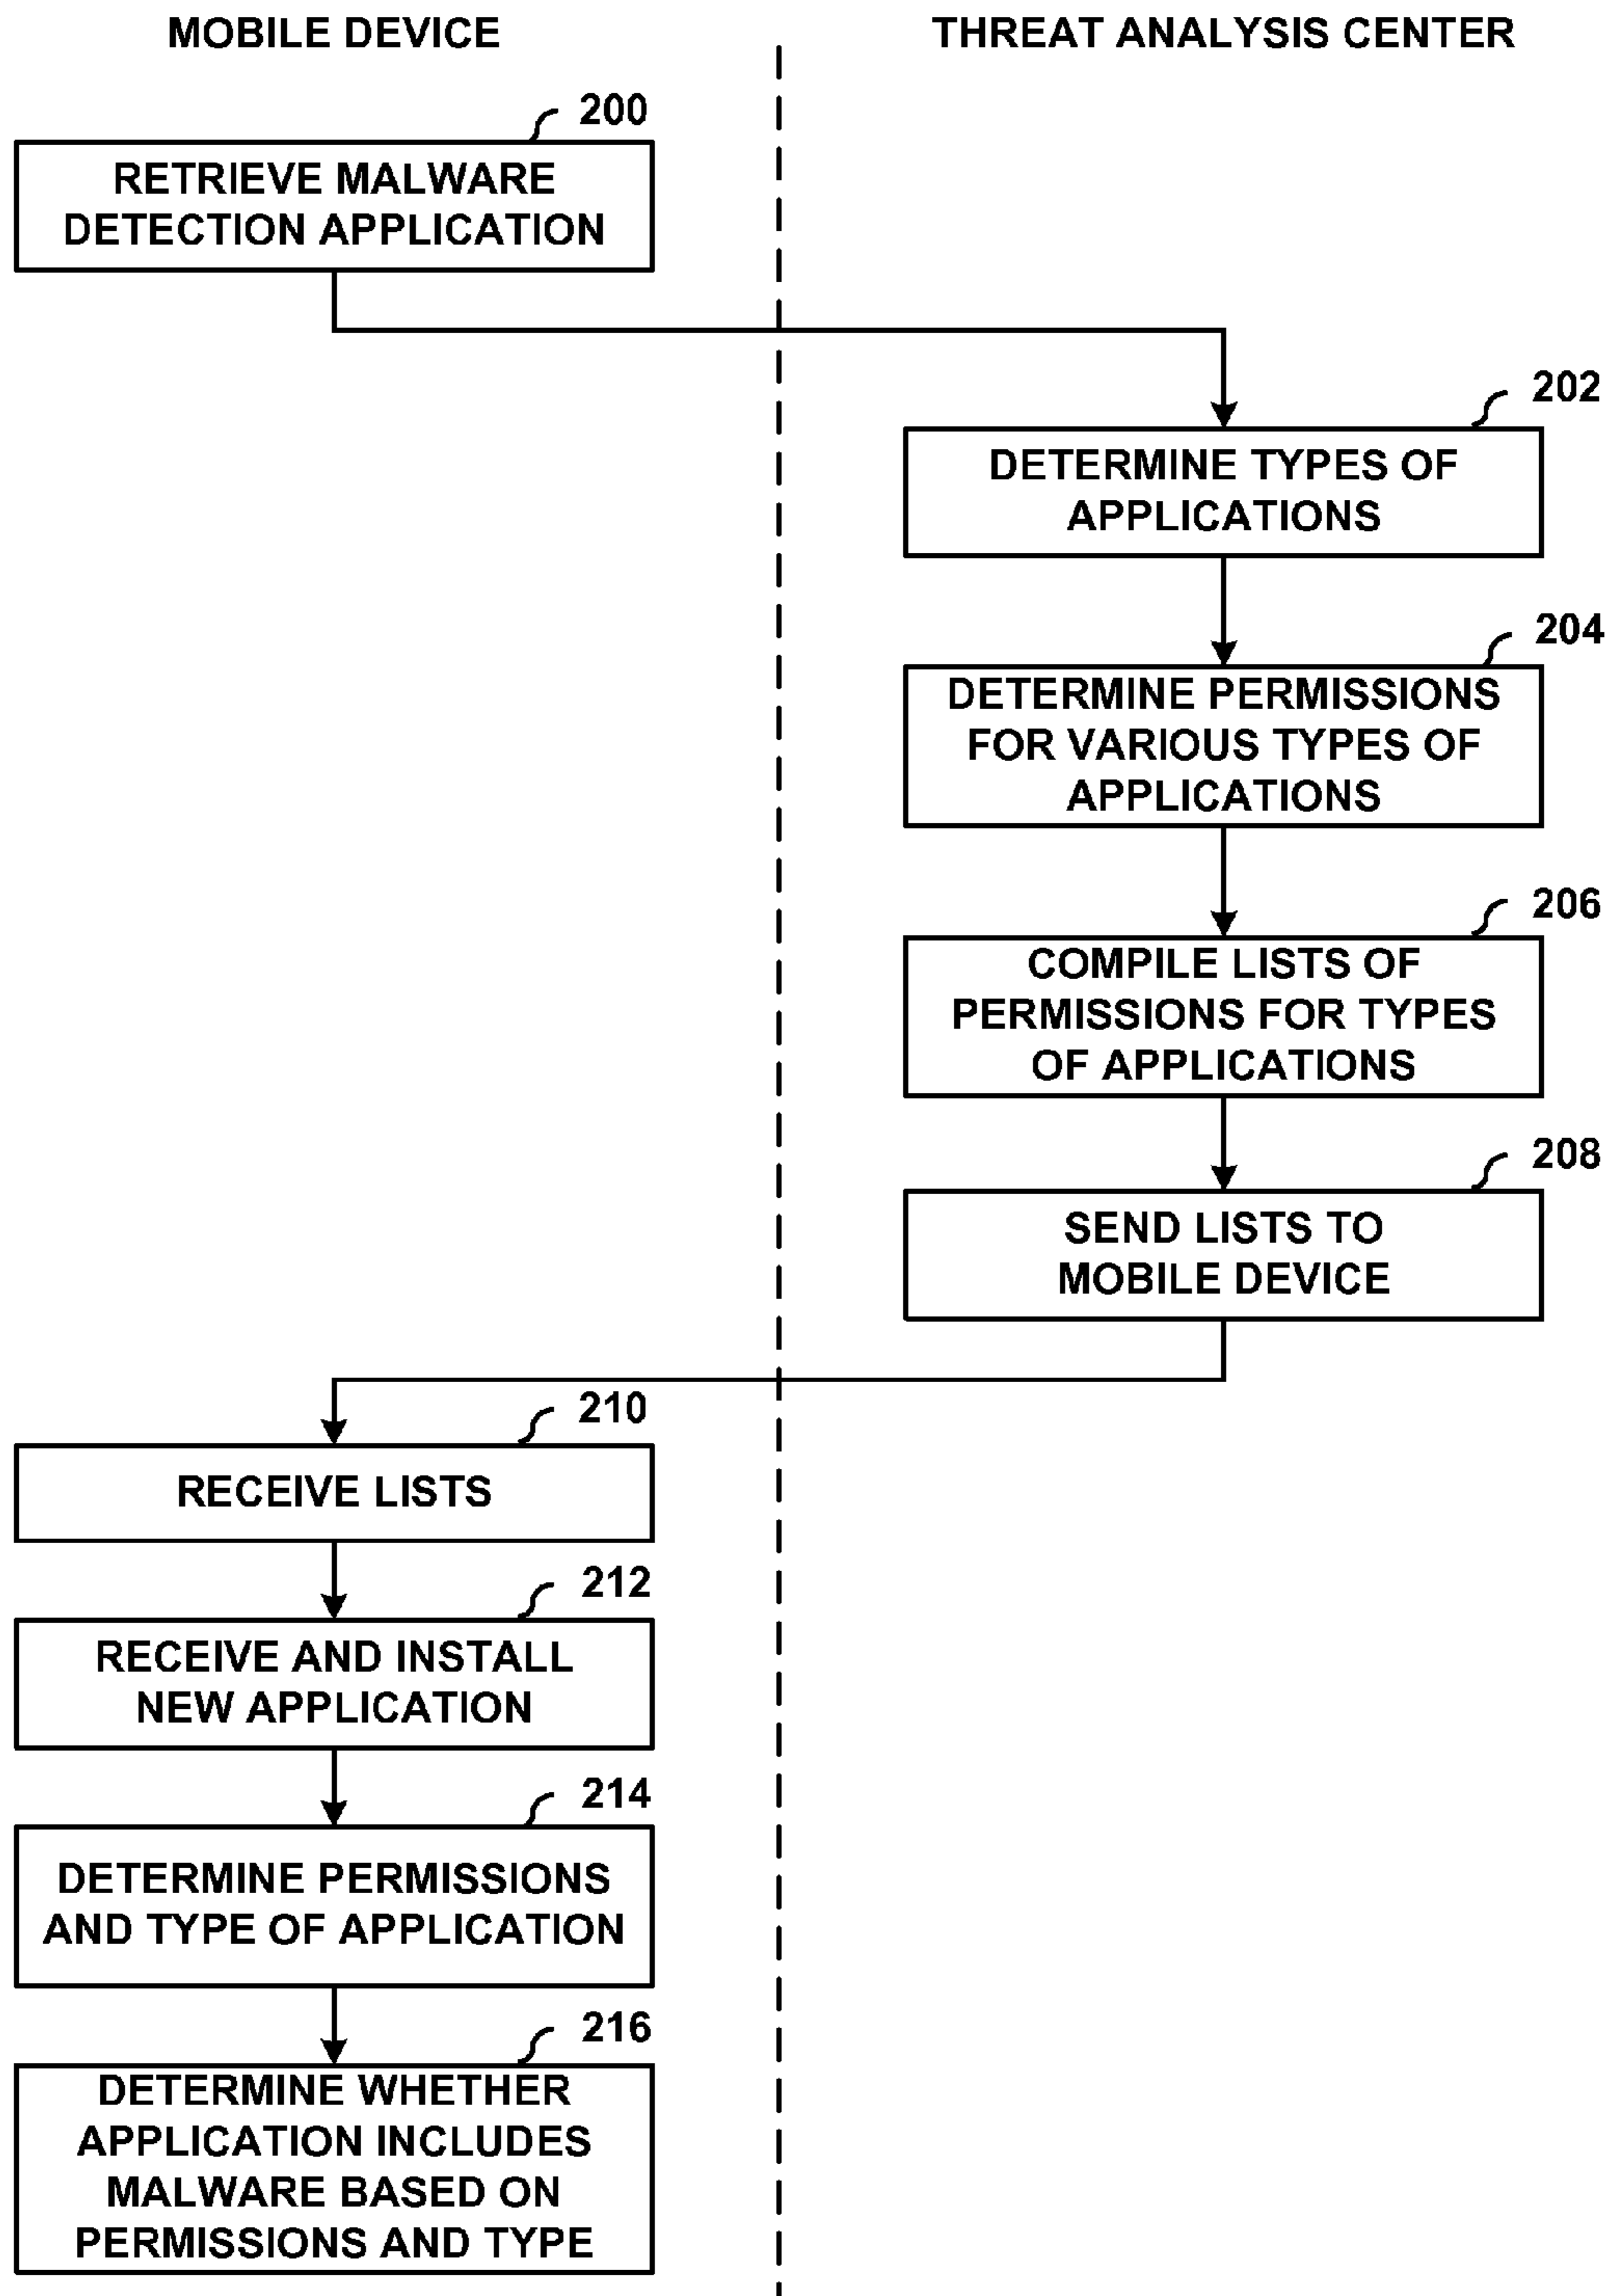 MOBILE DEVICE
THREAT ANALYSIS CENTER
200
RETRIEVE MALWARE
DETECTION APPLICATION
202
DETERMINE TYPES OF
APPLICATIONS
204
DETERMINE PERMISSIONS
FOR VARIOUS TYPES OF
APPLICATIONS
206
COMPILE LISTS OF
PERMISSIONS FOR TYPES
OF APPLICATIONS
208
SEND LISTS TO
MOBILE DEVICE
210
RECEIVE LISTS
212
RECEIVE AND INSTALL
NEW APPLICATION
214
DETERMINE PERMISSIONS
AND TYPE OF APPLICATION
216
DETERMINE WHETHER
APPLICATION INCLUDES
MALWARE BASED ON
PERMISSIONS AND TYPE